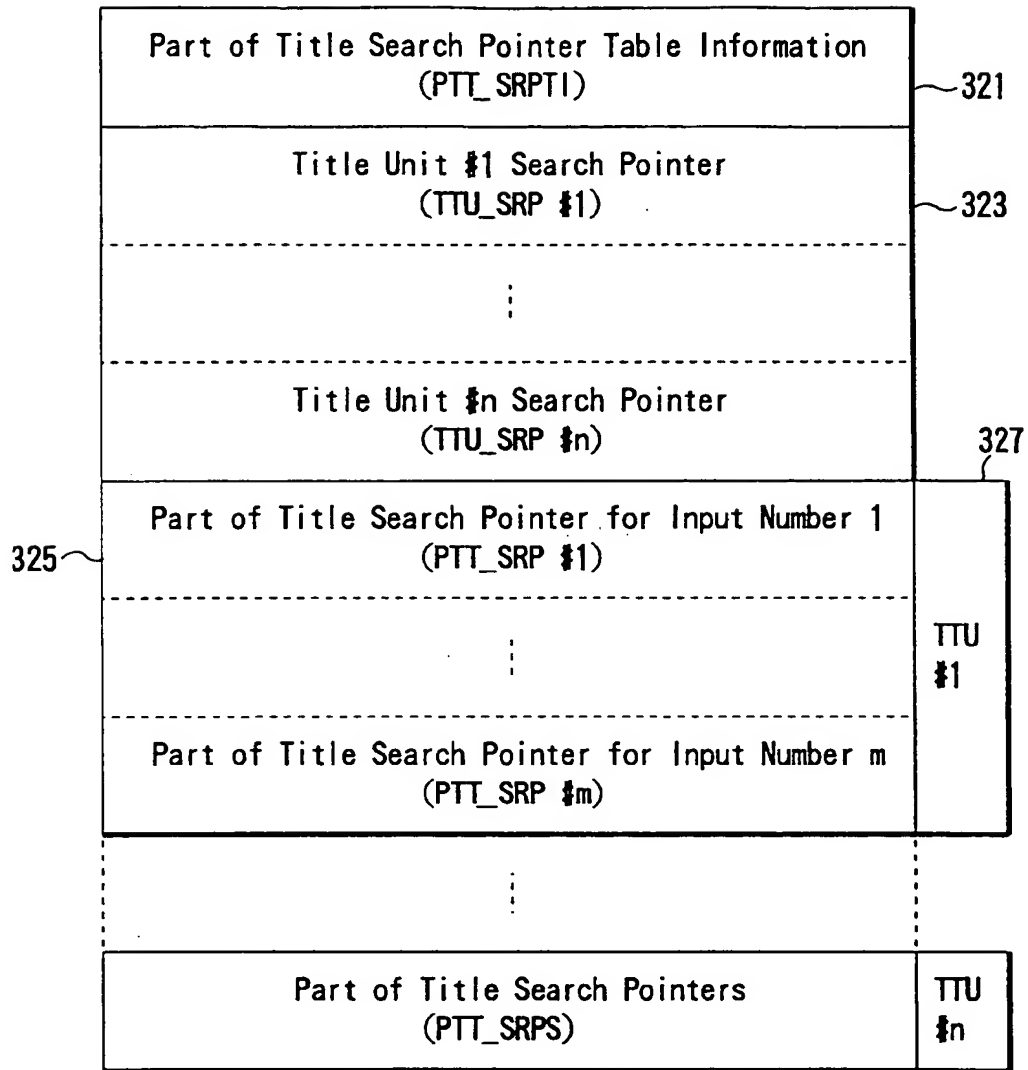 Part of Title Search Pointer Table Information
(PTT_SRPTI)
321
Title Unit #1 Search Pointer
(TTU_SRP #1)
323
Title Unit #n Search Pointer
(TTU_SRP #n)
327
Part of Title Search Pointer for Input Number 1
(PTT_SRP #1)
325
TTU
#1
Part of Title Search Pointer for Input Number m
(PTT_SRP #m)
Part of Title Search Pointers
(PTT_SRPS)
TTU
#n